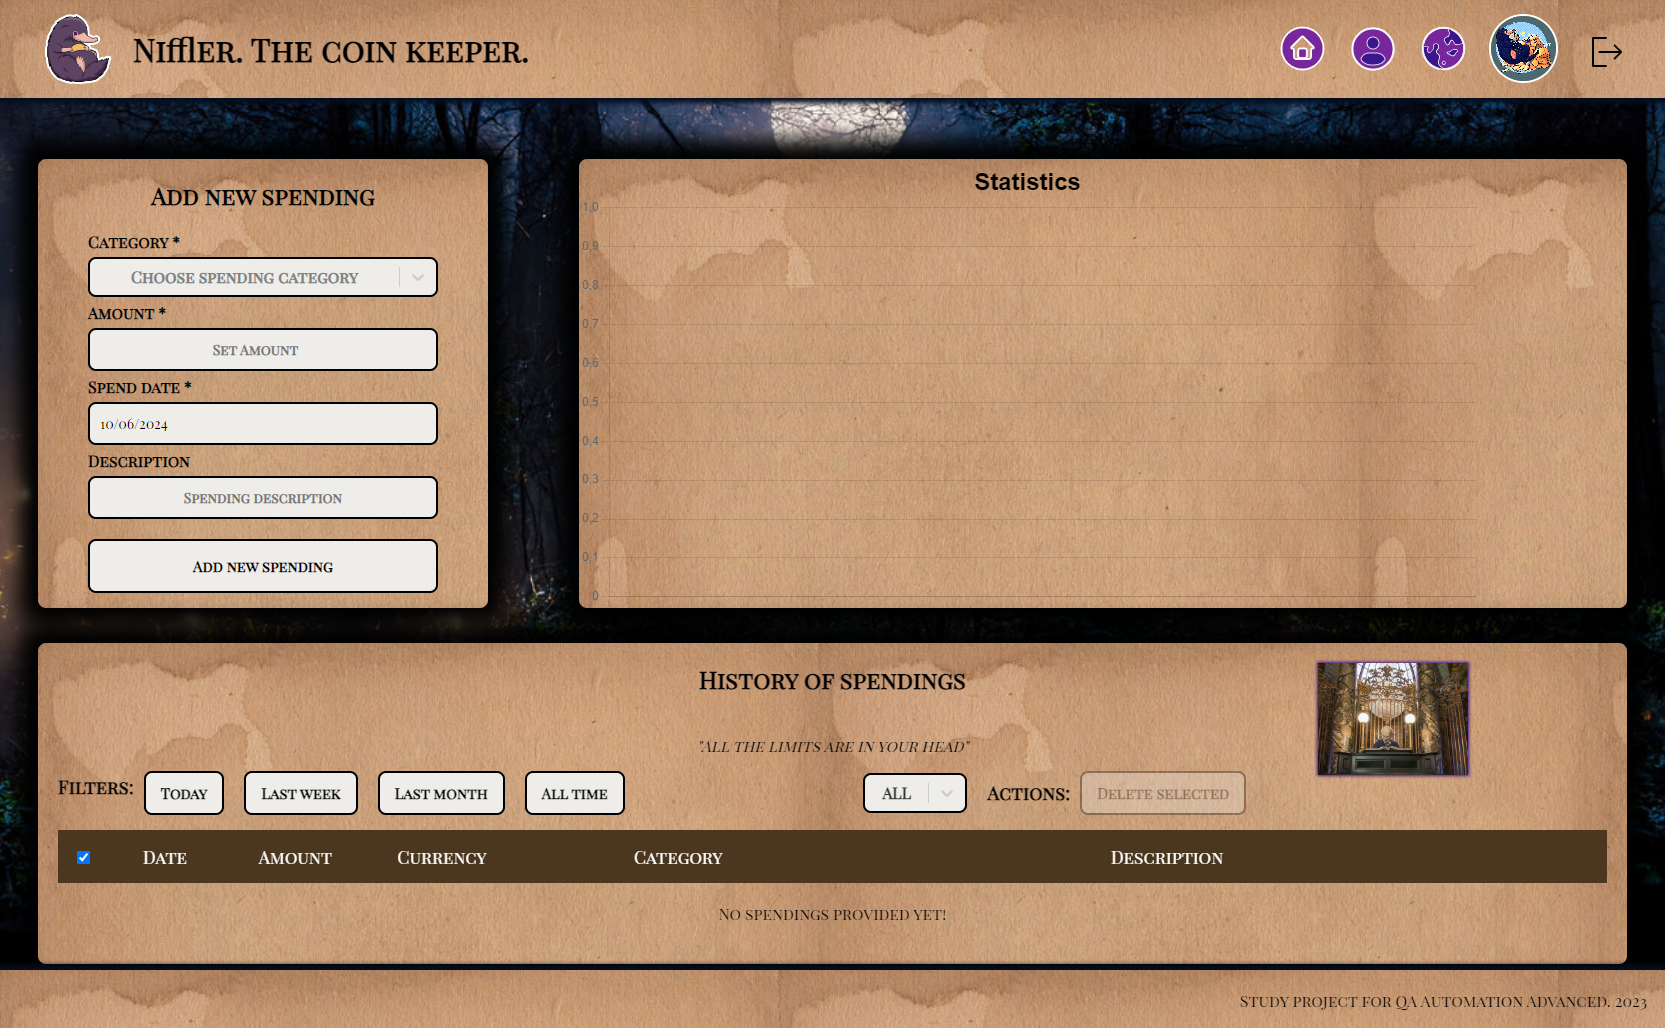 Niffler. The coin keeper.
Add new spending
Category *
Choose spending category
Amount *
Set Amount
Spend date *
10/06/2024
Description
Spending description
Add new spending
Statistics
1,0
0,9
0,8
0,7
0,6
0,5
0,4
0,3
0,2
0,1
0
History of spendings
"All the limits are in your head"
Filters: Today Last week Last month All time ALL Actions: Delete selected
Date Amount Currency Category Description
No spendings provided yet!
Study project for QA Automation Advanced. 2023